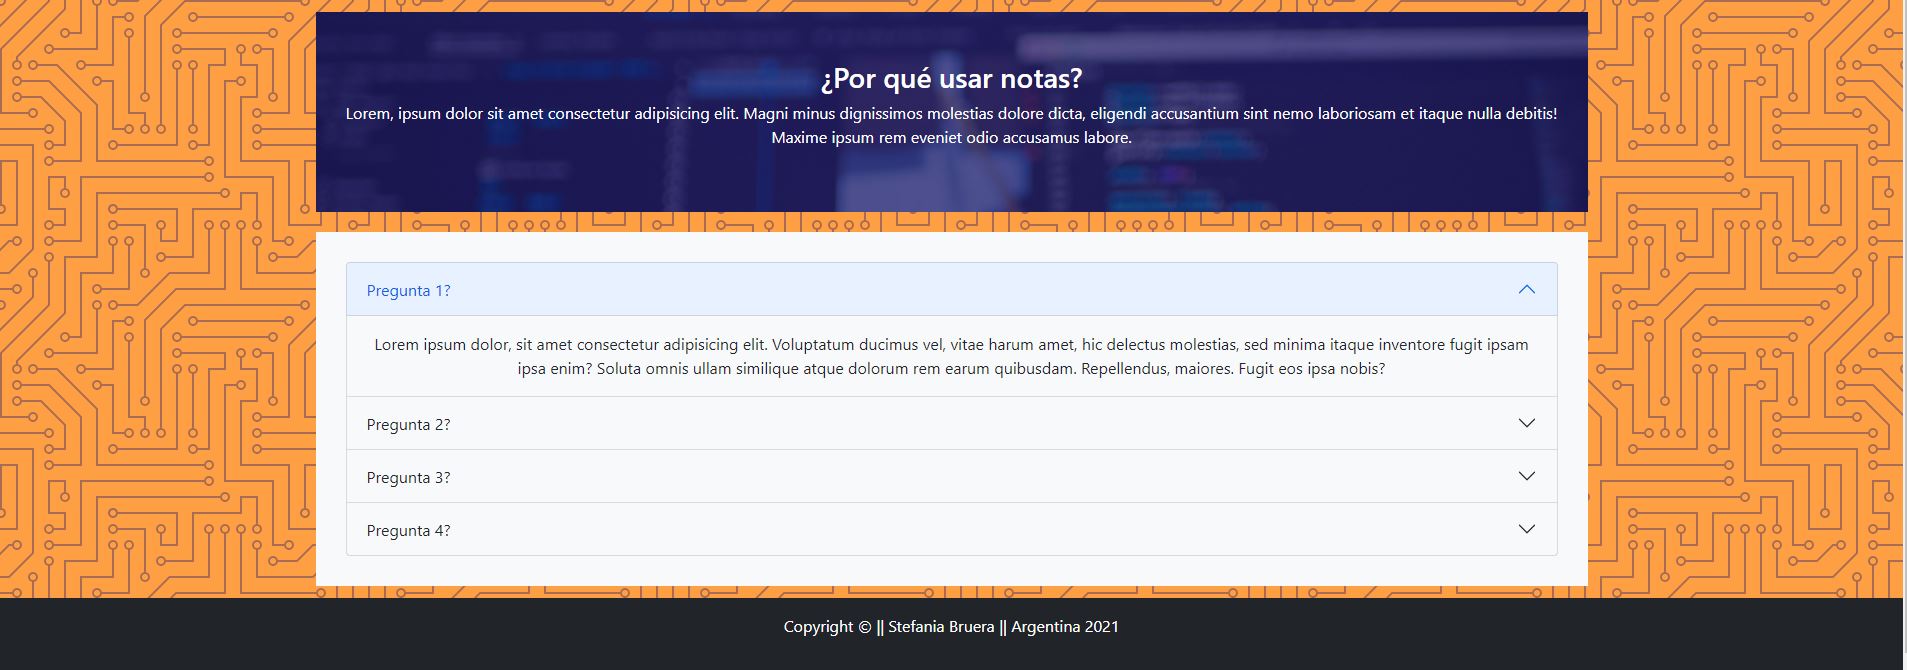 ¿Por qué usar notas?
Lorem, ipsum dolor sit amet consectetur adipisicing elit. Magni minus dignissimos molestias dolore dicta, eligendi accusantium sint nemo laboriosam et itaque nulla debitis!
Maxime ipsum rem eveniet odio accusamus labore.
Pregunta 1?
Lorem ipsum dolor, sit amet consectetur adipisicing elit. Voluptatum ducimus vel, vitae harum amet, hic delectus molestias, sed minima itaque inventore fugit ipsam
ipsa enim? Soluta omnis ullam similique atque dolorum rem earum quibusdam. Repellendus, maiores. Fugit eos ipsa nobis?
Pregunta 2?
Pregunta 3?
Pregunta 4?
Copyright © || Stefania Bruera || Argentina 2021